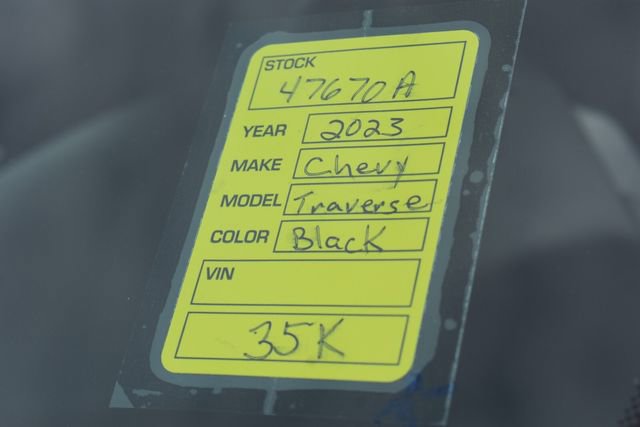 STOCK
47670A
YEAR 2023
MAKE Chevy
MODEL Traverse
COLOR Black
VIN
35K